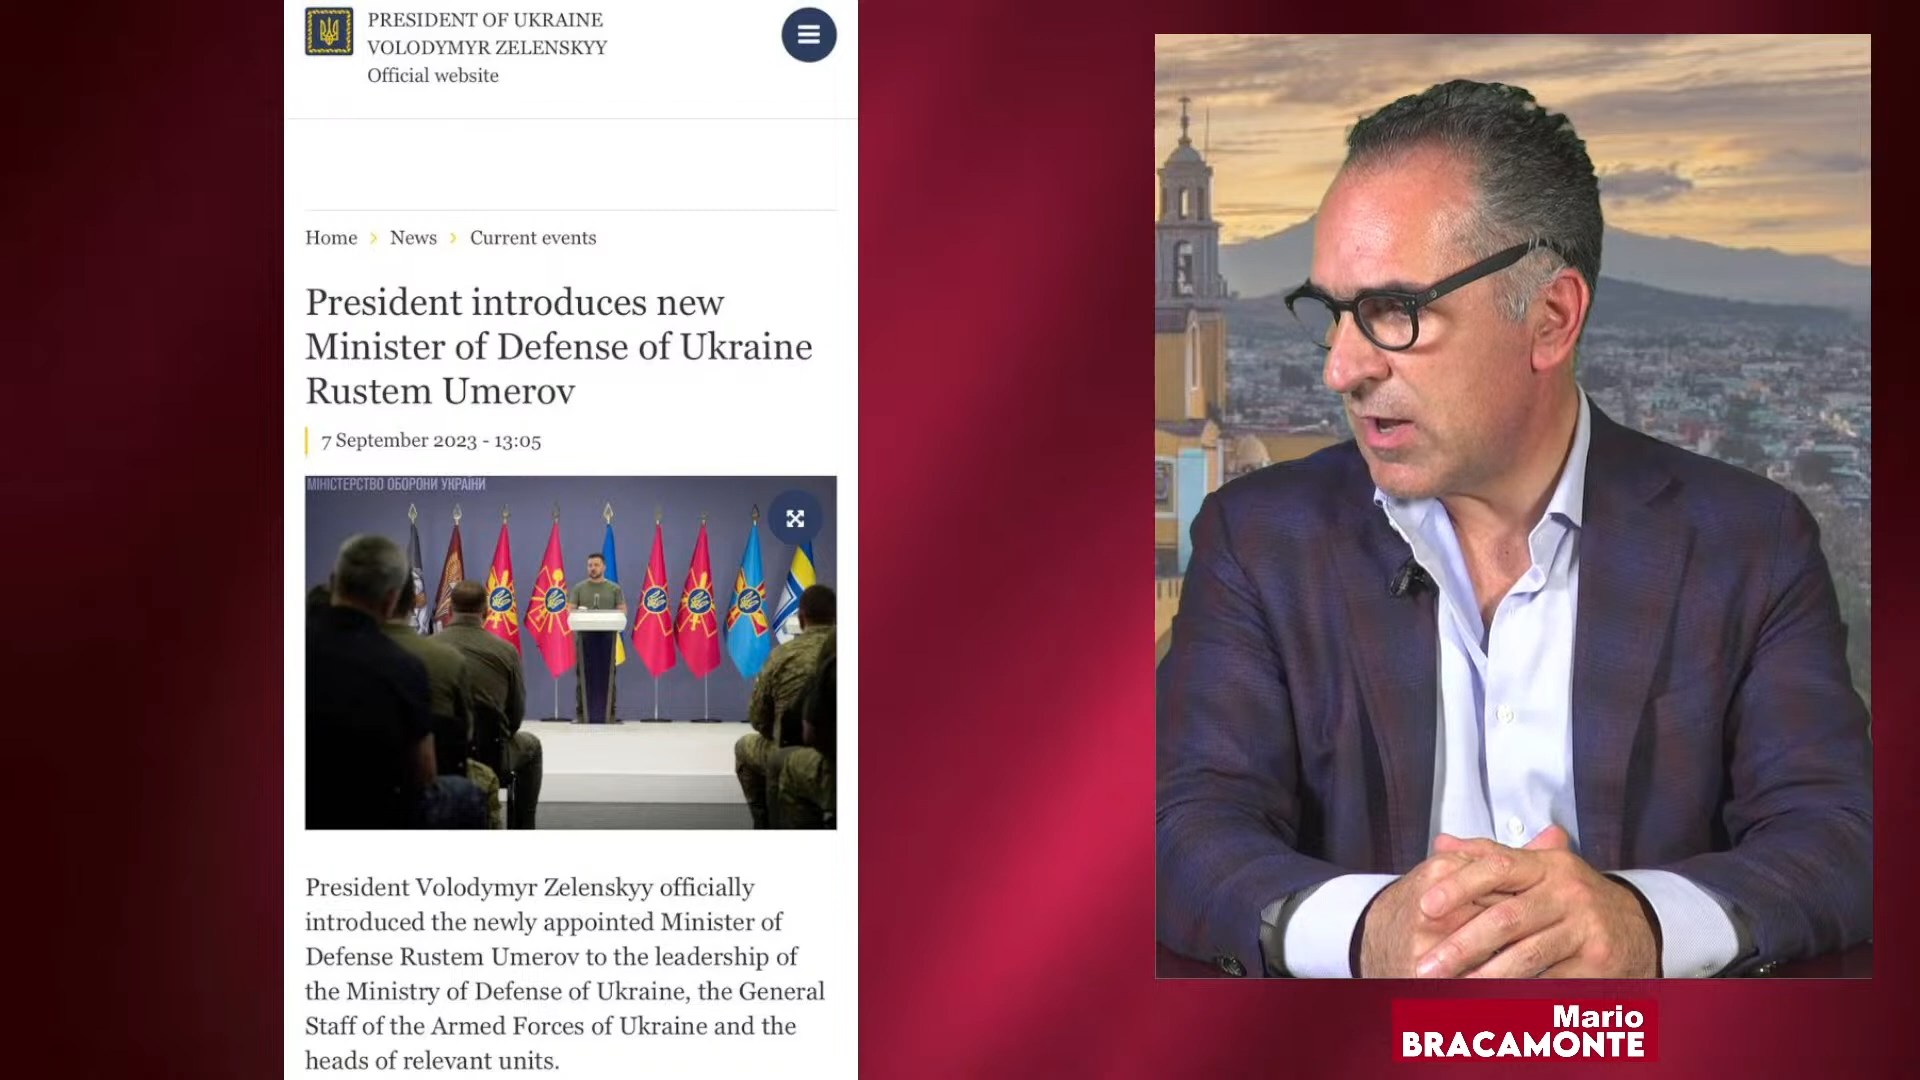 PRESIDENT OF UKRAINE
VOLODYMYR ZELENSKYY
Official website
Home > News > Current events
President introduces new
Minister of Defense of Ukraine
Rustem Umerov
7 September 2023 - 13:05
МІНІСТЕРСТВО ОБОРОНИ УКРАЇНИ
President Volodymyr Zelenskyy officially
introduced the newly appointed Minister of
Defense Rustem Umerov to the leadership of
the Ministry of Defense of Ukraine, the General
Staff of the Armed Forces of Ukraine and the
heads of relevant units.
Mario
BRACAMONTE